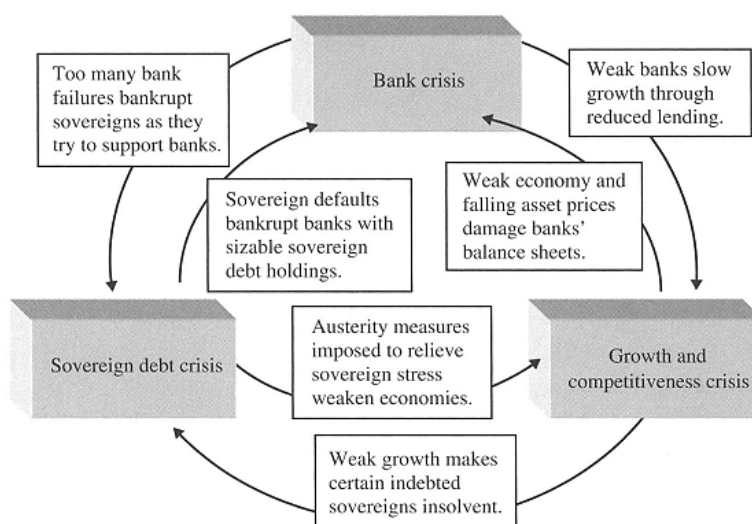 Bank crisis
Too many bank
failures bankrupt
sovereigns as they
try to support banks.
Weak banks slow
growth through
reduced lending.
Sovereign defaults
bankrupt banks with
sizable sovereign
debt holdings.
Weak economy and
falling asset prices
damage banks’
balance sheets.
Sovereign debt crisis
Austerity measures
imposed to relieve
sovereign stress
weaken economies.
Growth and
competitiveness crisis
Weak growth makes
certain indebted
sovereigns insolvent.